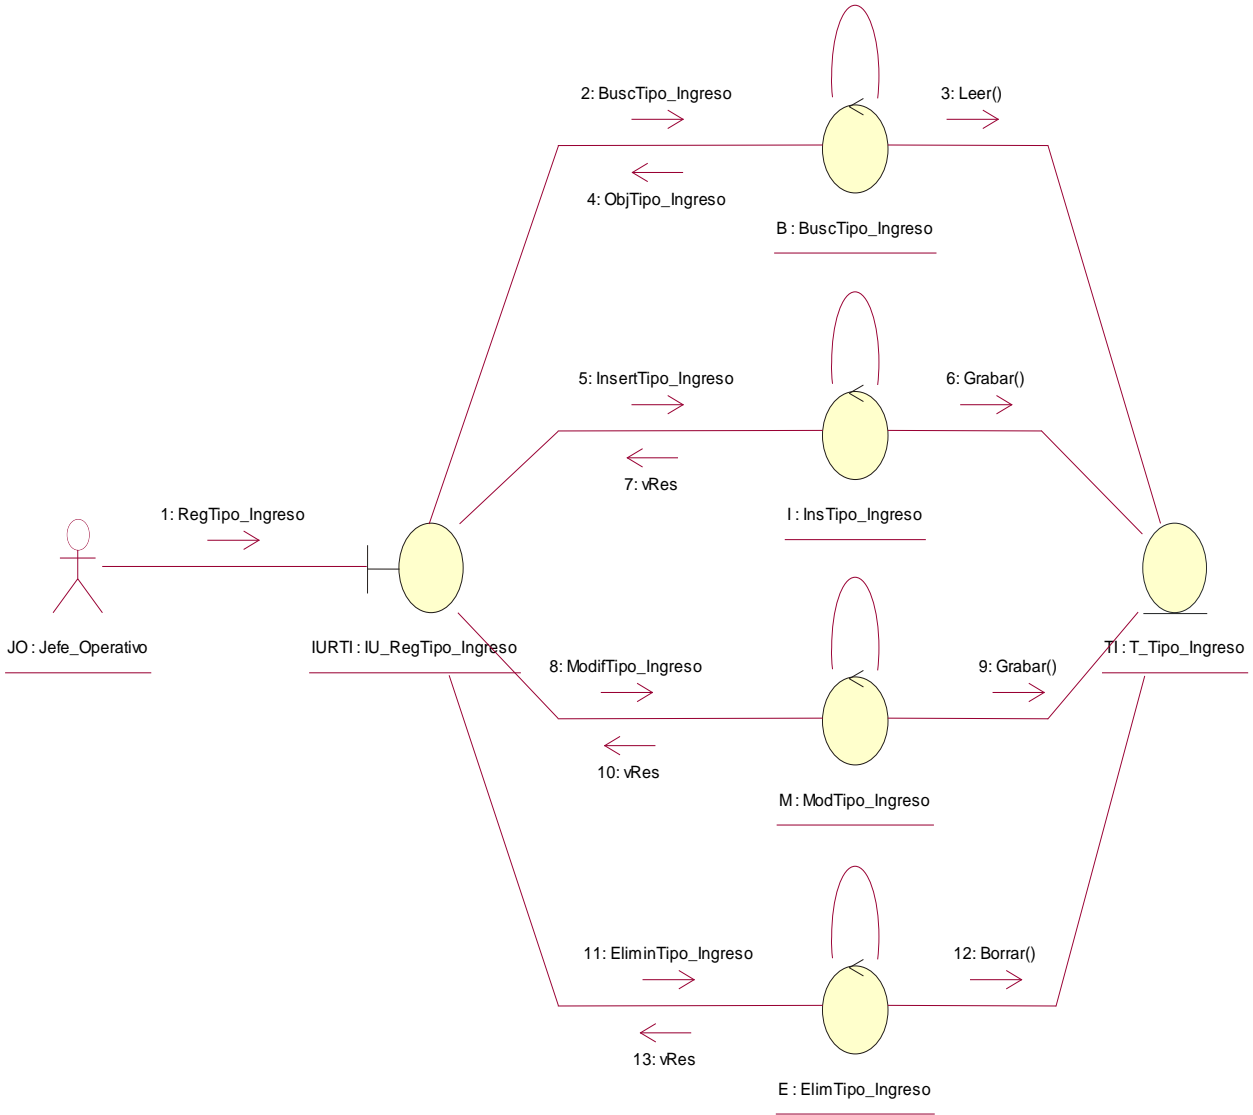 2: BuscTipo_Ingreso
3: Leer()
4: ObjTipo_Ingreso
B : BuscTipo_Ingreso
5: InsertTipo_Ingreso
6: Grabar()
7: vRes
I : InsTipo_Ingreso
1: RegTipo_Ingreso
JO : Jefe_Operativo
IURTI : IU_RegTipo_Ingreso
TI : T_Tipo_Ingreso
8: ModifTipo_Ingreso
9: Grabar()
10: vRes
M : ModTipo_Ingreso
11: EliminTipo_Ingreso
12: Borrar()
13: vRes
E : ElimTipo_Ingreso